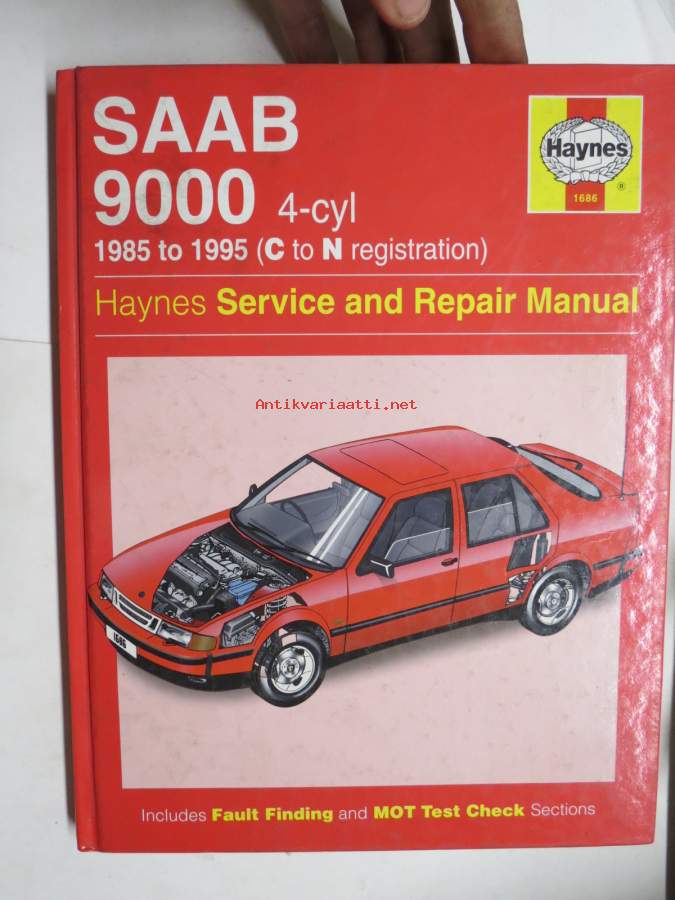 SAAB
9000 4-cyl
1985 to 1995 (C to N registration)
Haynes
1686
®
Haynes Service and Repair Manual
Antikvariaatti.net
1686
Includes Fault Finding and MOT Test Check Sections